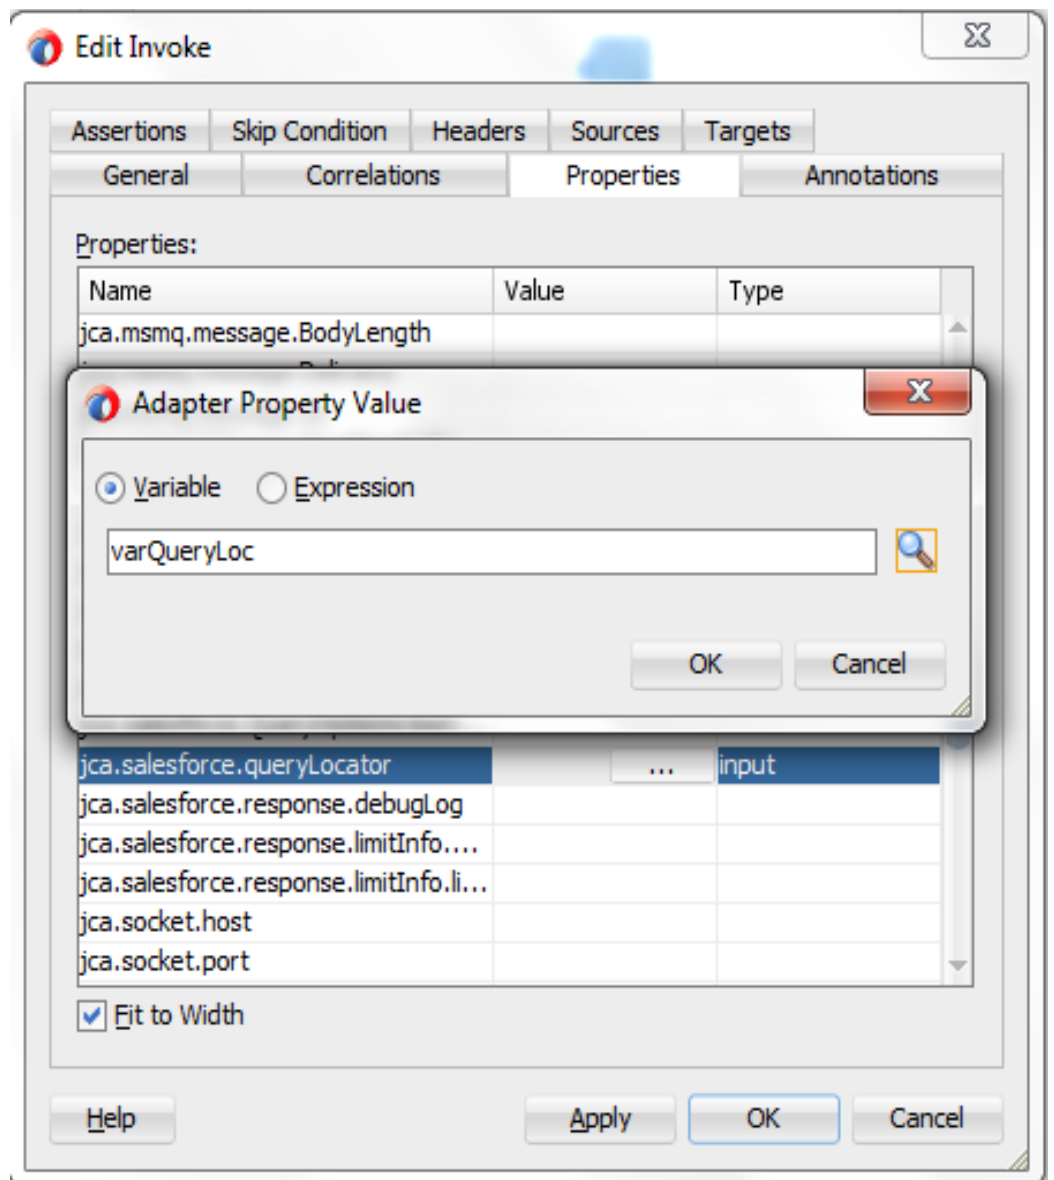 Edit Invoke
Assertions Skip Condition Headers Sources Targets
General Correlations Properties Annotations
Properties:
Name Value Type
jca.msmq.message.BodyLength
Adapter Property Value
Variable Expression
varQueryLoc
OK Cancel
jca.salesforce.queryLocator ... input
jca.salesforce.response.debugLog
jca.salesforce.response.limitInfo....
jca.salesforce.response.limitInfo.li...
jca.socket.host
jca.socket.port
Fit to Width
Help Apply OK Cancel